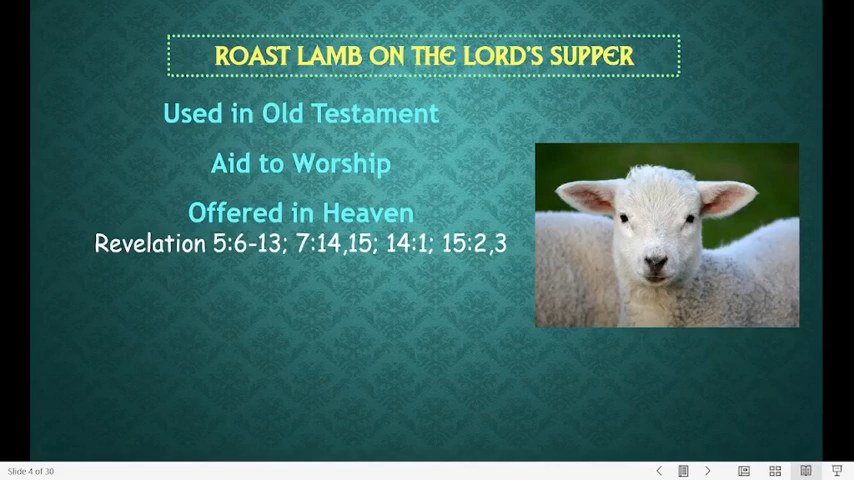 ROAST LAMB ON THE LORD'S SUPPER
Used in Old Testament
Aid to Worship
Offered in Heaven
Revelation 5:6-13; 7:14,15; 14:1; 15:2,3
Slide 4 of 30